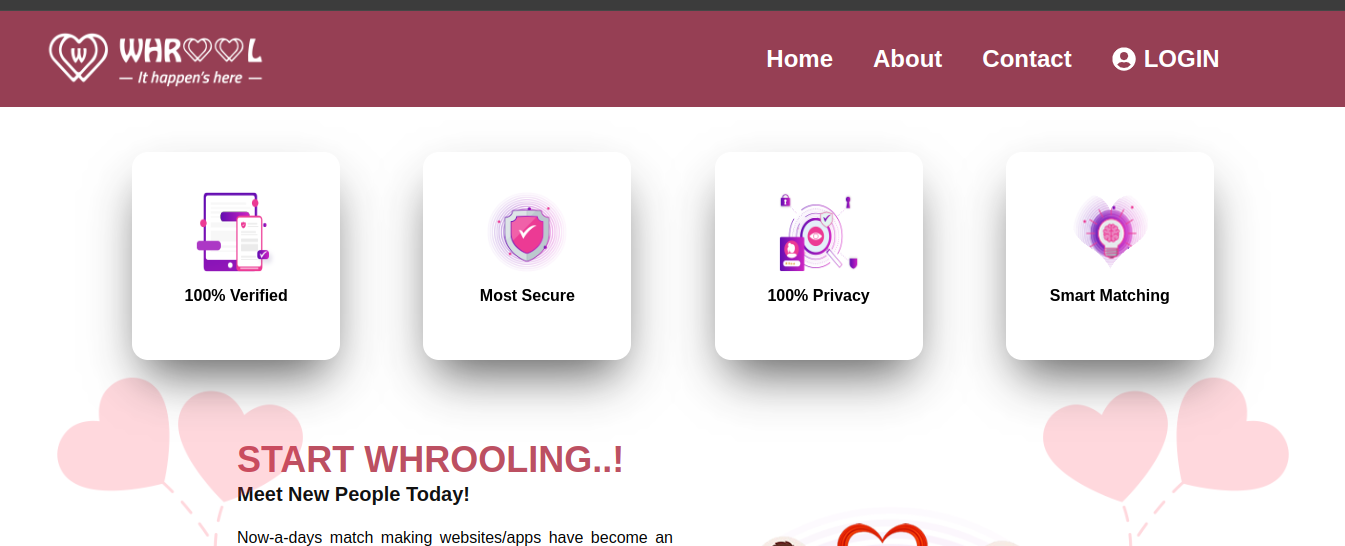 W WHROOL
— It happen's here —
Home About Contact LOGIN
100% Verified Most Secure 100% Privacy Smart Matching
START WHROOLING..!
Meet New People Today!
Now-a-days match making websites/apps have become an